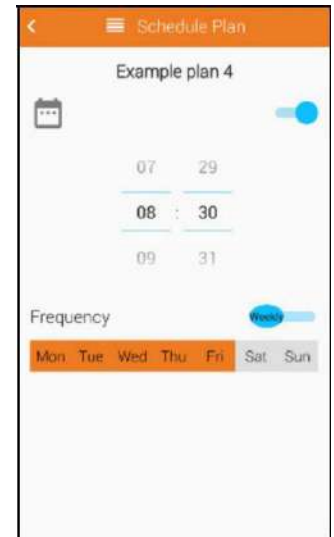 Schedule Plan
Example plan 4
07 29
08 : 30
09 31
Frequency Weekly
Mon Tue Wed Thu Fri Sat Sun